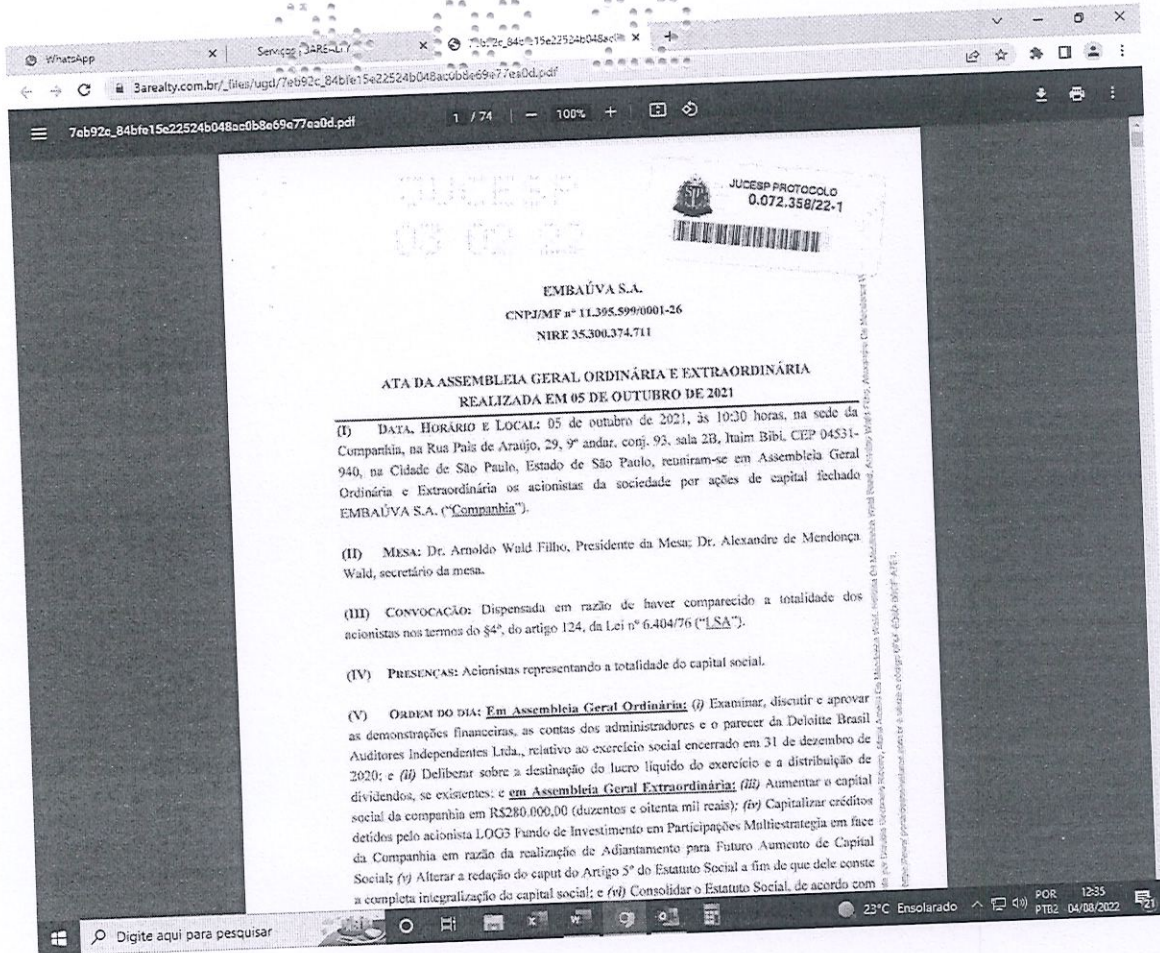 WhatsApp
Serviços | 3AREALTY
3arealty.com.br/_files/ugd/7eb92c_84bfe15e22524b048ac0b8e69e77ea0d.pdf
7eb92c_84bfe15e22524b048ac0b8e69e77ea0d.pdf
1 / 74
100%
JUCESP
03 02 22
JUCESP PROTOCOLO
0.072.358/22-1
EMBAÚVA S.A.
CNPJ/MF nº 11.395.599/0001-26
NIRE 35.300.374.711
ATA DA ASSEMBLEIA GERAL ORDINÁRIA E EXTRAORDINÁRIA
REALIZADA EM 05 DE OUTUBRO DE 2021
(I) DATA, HORÁRIO E LOCAL: 05 de outubro de 2021, às 10:30 horas, na sede da
Companhia, na Rua Pais de Araújo, 29, 9º andar, conj. 93, sala 2B, Itaim Bibi, CEP 04531-
940, na Cidade de São Paulo, Estado de São Paulo, reuniram-se em Assembleia Geral
Ordinária e Extraordinária os acionistas da sociedade por ações de capital fechado
EMBAÚVA S.A. ("Companhia").
(II) MESA: Dr. Arnoldo Wald Filho, Presidente da Mesa; Dr. Alexandre de Mendonça
Wald, secretário da mesa.
(III) CONVOCAÇÃO: Dispensada em razão de haver comparecido a totalidade dos
acionistas nos termos do §4º, do artigo 124, da Lei nº 6.404/76 ("LSA").
(IV) PRESENÇAS: Acionistas representando a totalidade do capital social.
(V) ORDEM DO DIA: Em Assembleia Geral Ordinária: (i) Examinar, discutir e aprovar
as demonstrações financeiras, as contas dos administradores e o parecer da Deloitte Brasil
Auditores Independentes Ltda., relativo ao exercício social encerrado em 31 de dezembro de
2020; e (ii) Deliberar sobre a destinação do lucro líquido do exercício e a distribuição de
dividendos, se existentes; e em Assembleia Geral Extraordinária: (iii) Aumentar o capital
social da companhia em R$280.000,00 (duzentos e oitenta mil reais); (iv) Capitalizar créditos
detidos pelo acionista LOG3 Fundo de Investimento em Participações Multiestrategia em face
da Companhia em razão da realização de Adiantamento para Futuro Aumento de Capital
Social; (v) Alterar a redação do caput do Artigo 5º do Estatuto Social a fim de que dele conste
a completa integralização do capital social; e (vi) Consolidar o Estatuto Social, de acordo com
Digite aqui para pesquisar
23°C Ensolarado
POR
PTB2
12:35
04/08/2022
21